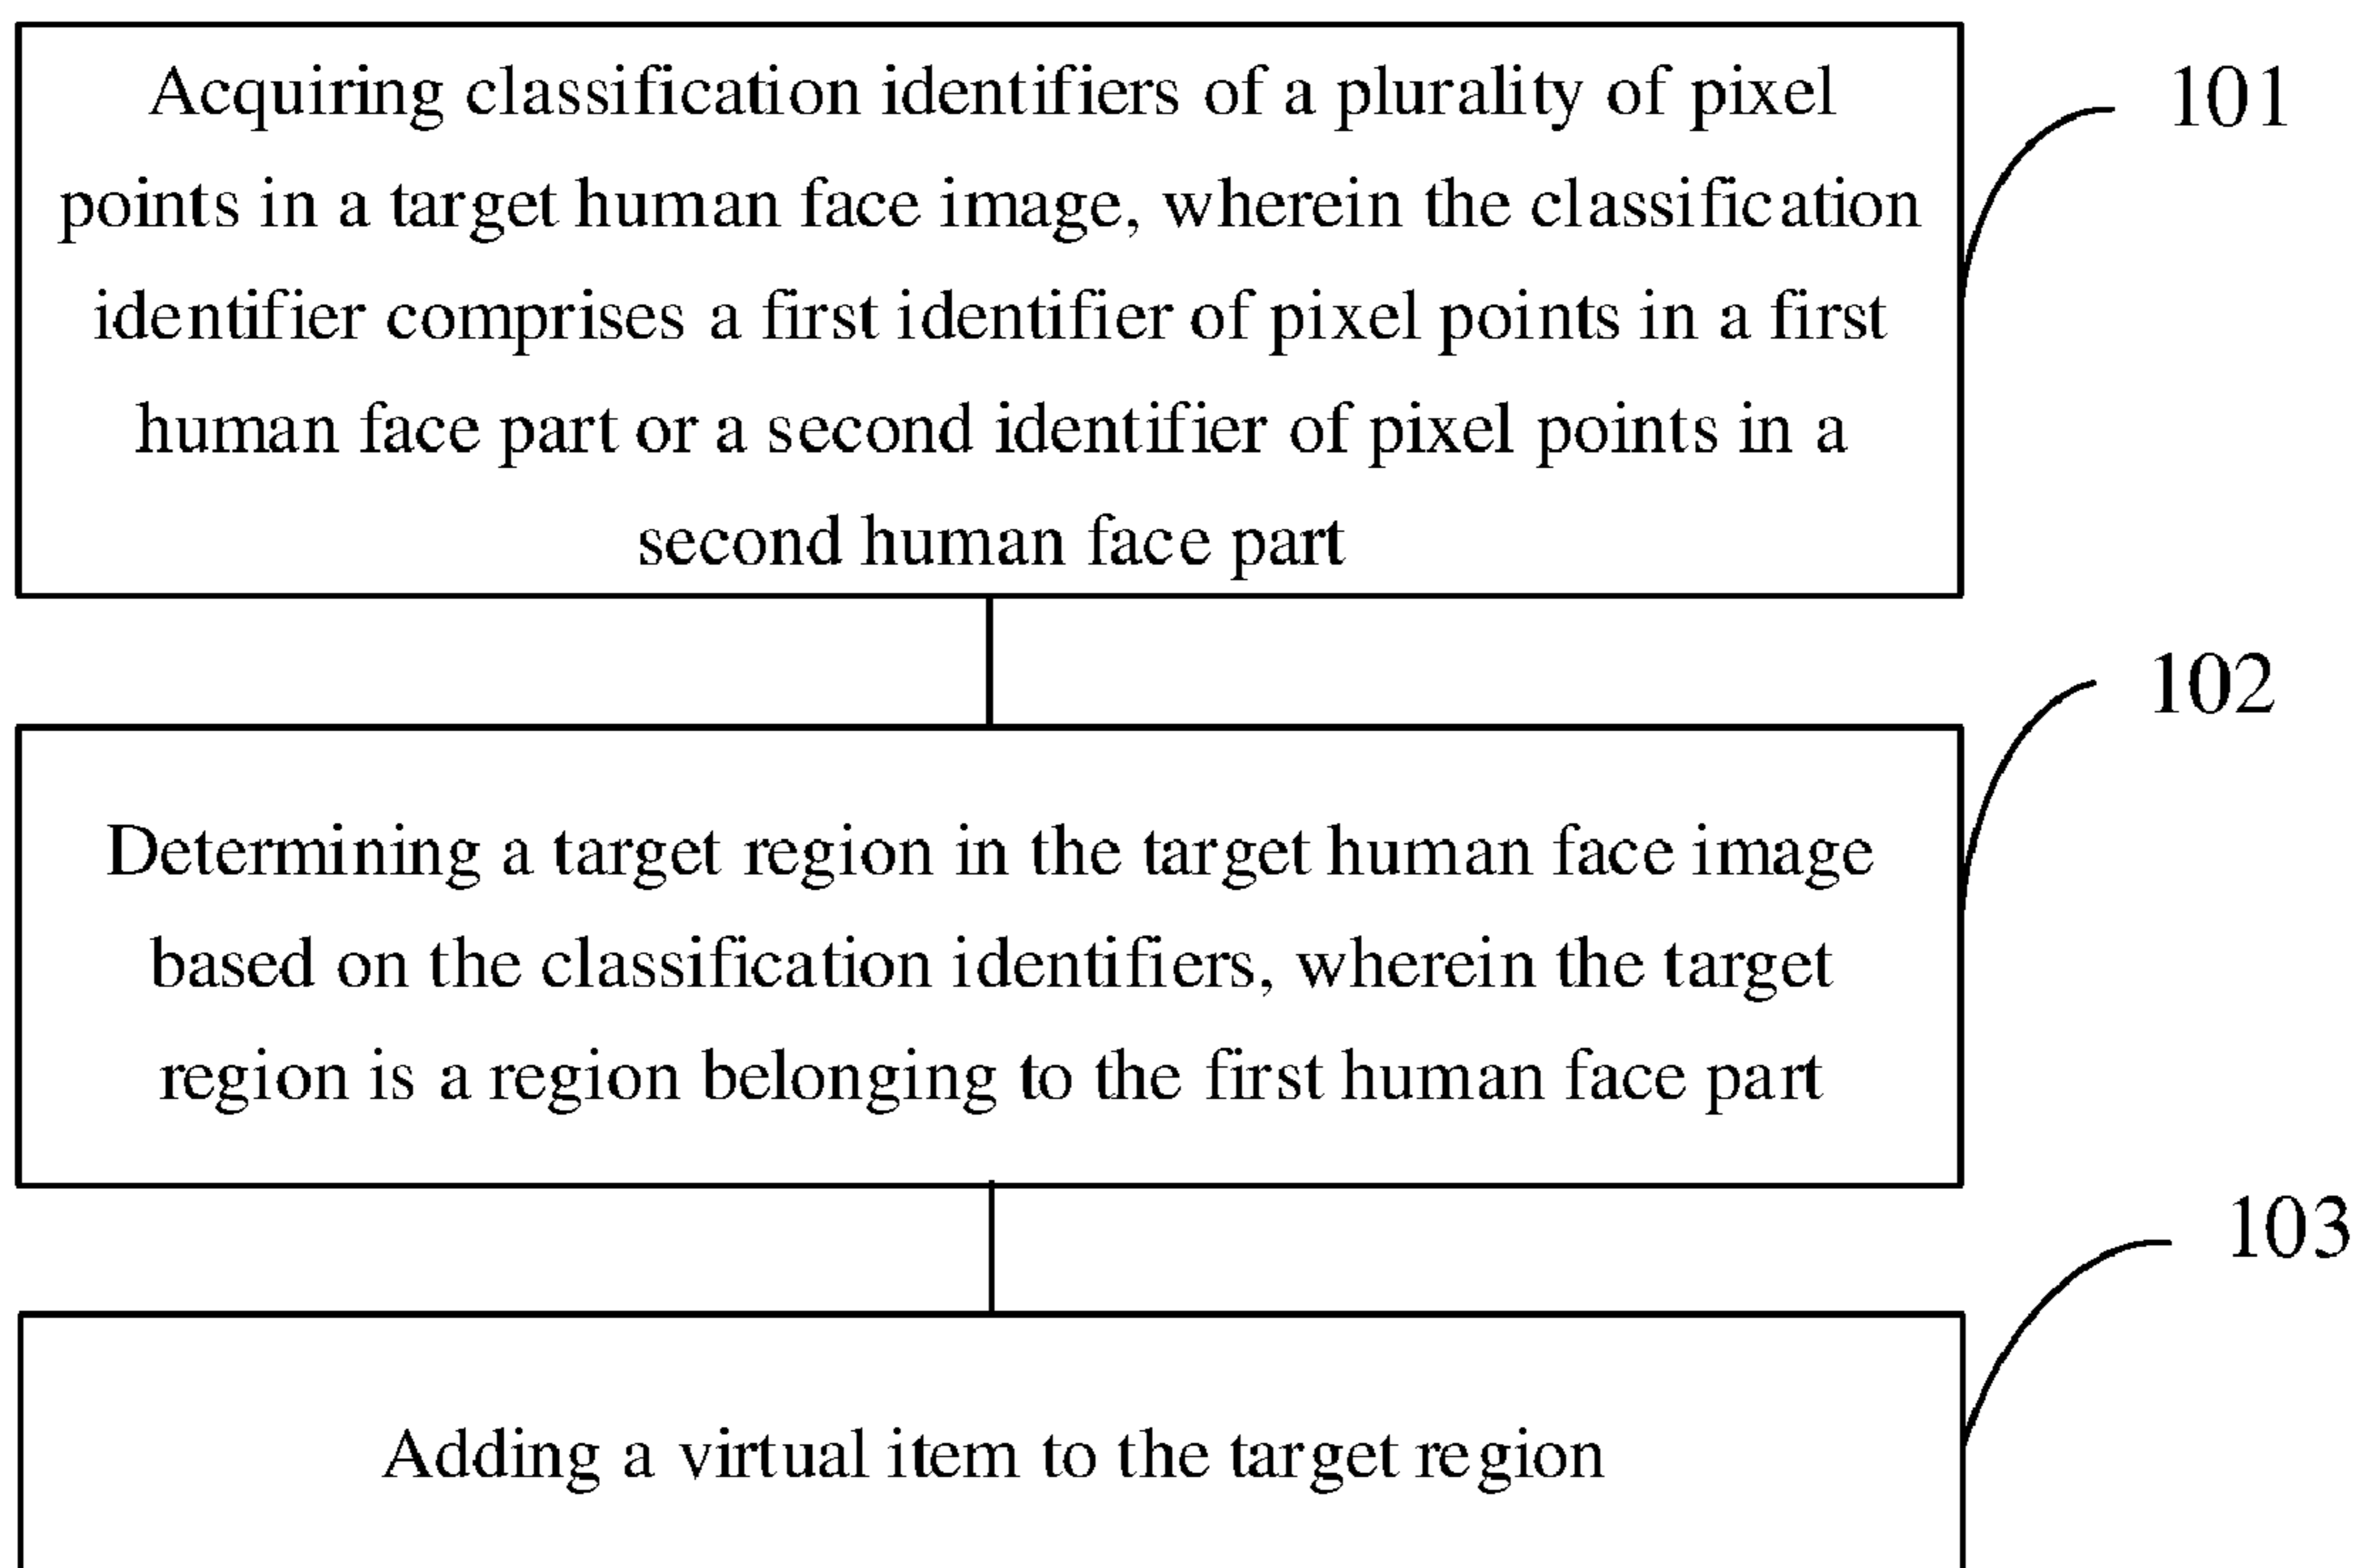 Acquiring classification identifiers of a plurality of pixel
points in a target human face image, wherein the classification
identifier comprises a first identifier of pixel points in a first
human face part or a second identifier of pixel points in a
second human face part
101
Determining a target region in the target human face image
based on the classification identifiers, wherein the target
region is a region belonging to the first human face part
102
Adding a virtual item to the target region
103